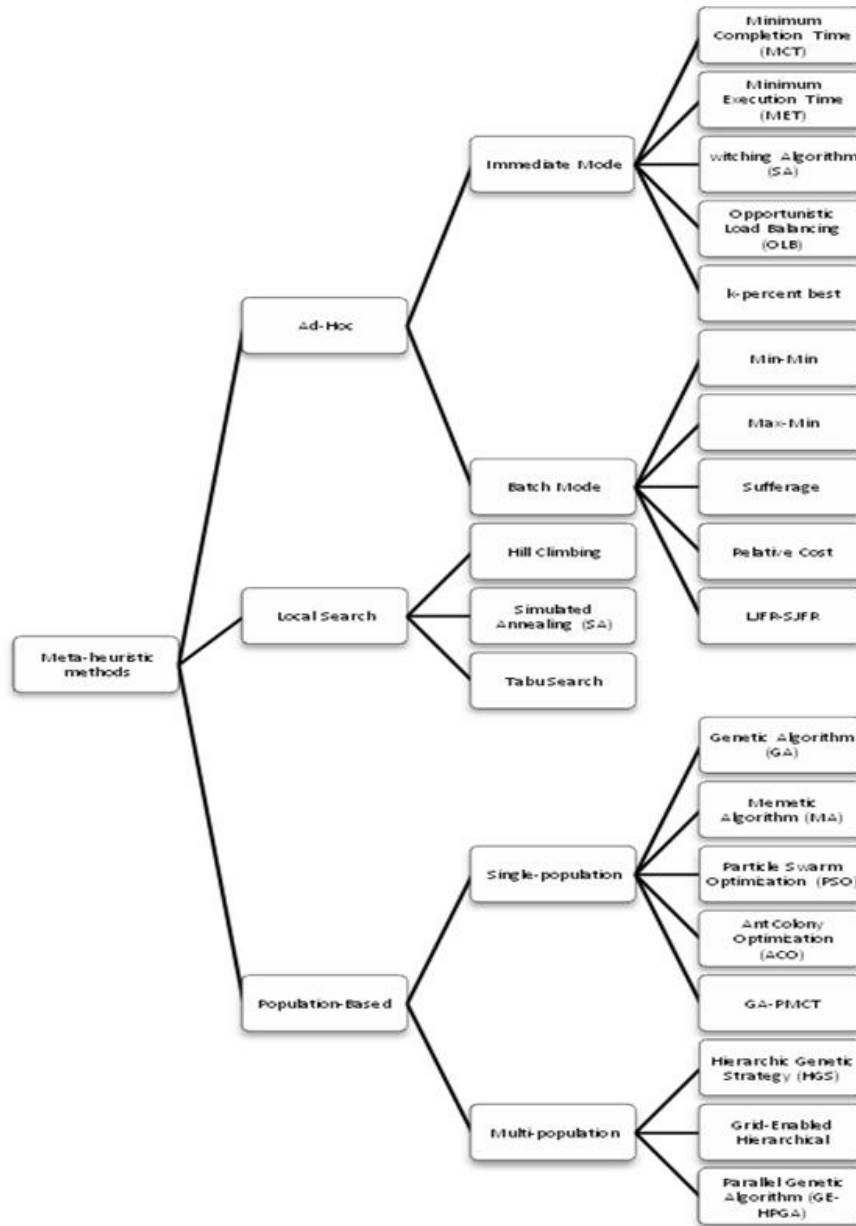 Minimum
Completion Time
(MCT)
Minimum
Execution Time
(MET)
Immediate Mode
witching Algorithm
(SA)
Opportunistic
Load Balancing
(OLB)
k-percent best
Ad-Hoc
Min-Min
Max-Min
Batch Mode
Sufferage
Relative Cost
LJFR-SJFR
Hill Climbing
Local Search
Simulated
Annealing (SA)
Tabu Search
Meta-heuristic
methods
Genetic Algorithm
(GA)
Memetic
Algorithm (MA)
Single-population
Particle Swarm
Optimization (PSO)
Ant Colony
Optimization
(ACO)
GA-PMCT
Population-Based
Hierarchic Genetic
Strategy (HGS)
Multi-population
Grid-Enabled
Hierarchical
Parallel Genetic
Algorithm (GE-
HPGA)